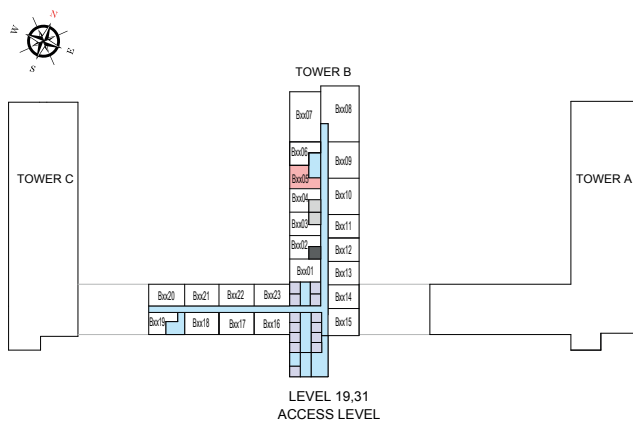 N
W
E
S
TOWER B
Bxx07
Bxx08
Bxx06
Bxx09
TOWER C
Bxx05
TOWER A
Bxx04
Bxx10
Bxx03
Bxx11
Bxx02
Bxx12
Bxx01
Bxx13
Bxx20 Bxx21 Bxx22 Bxx23
Bxx14
Bxx19 Bxx18 Bxx17 Bxx16
Bxx15
LEVEL 19,31
ACCESS LEVEL